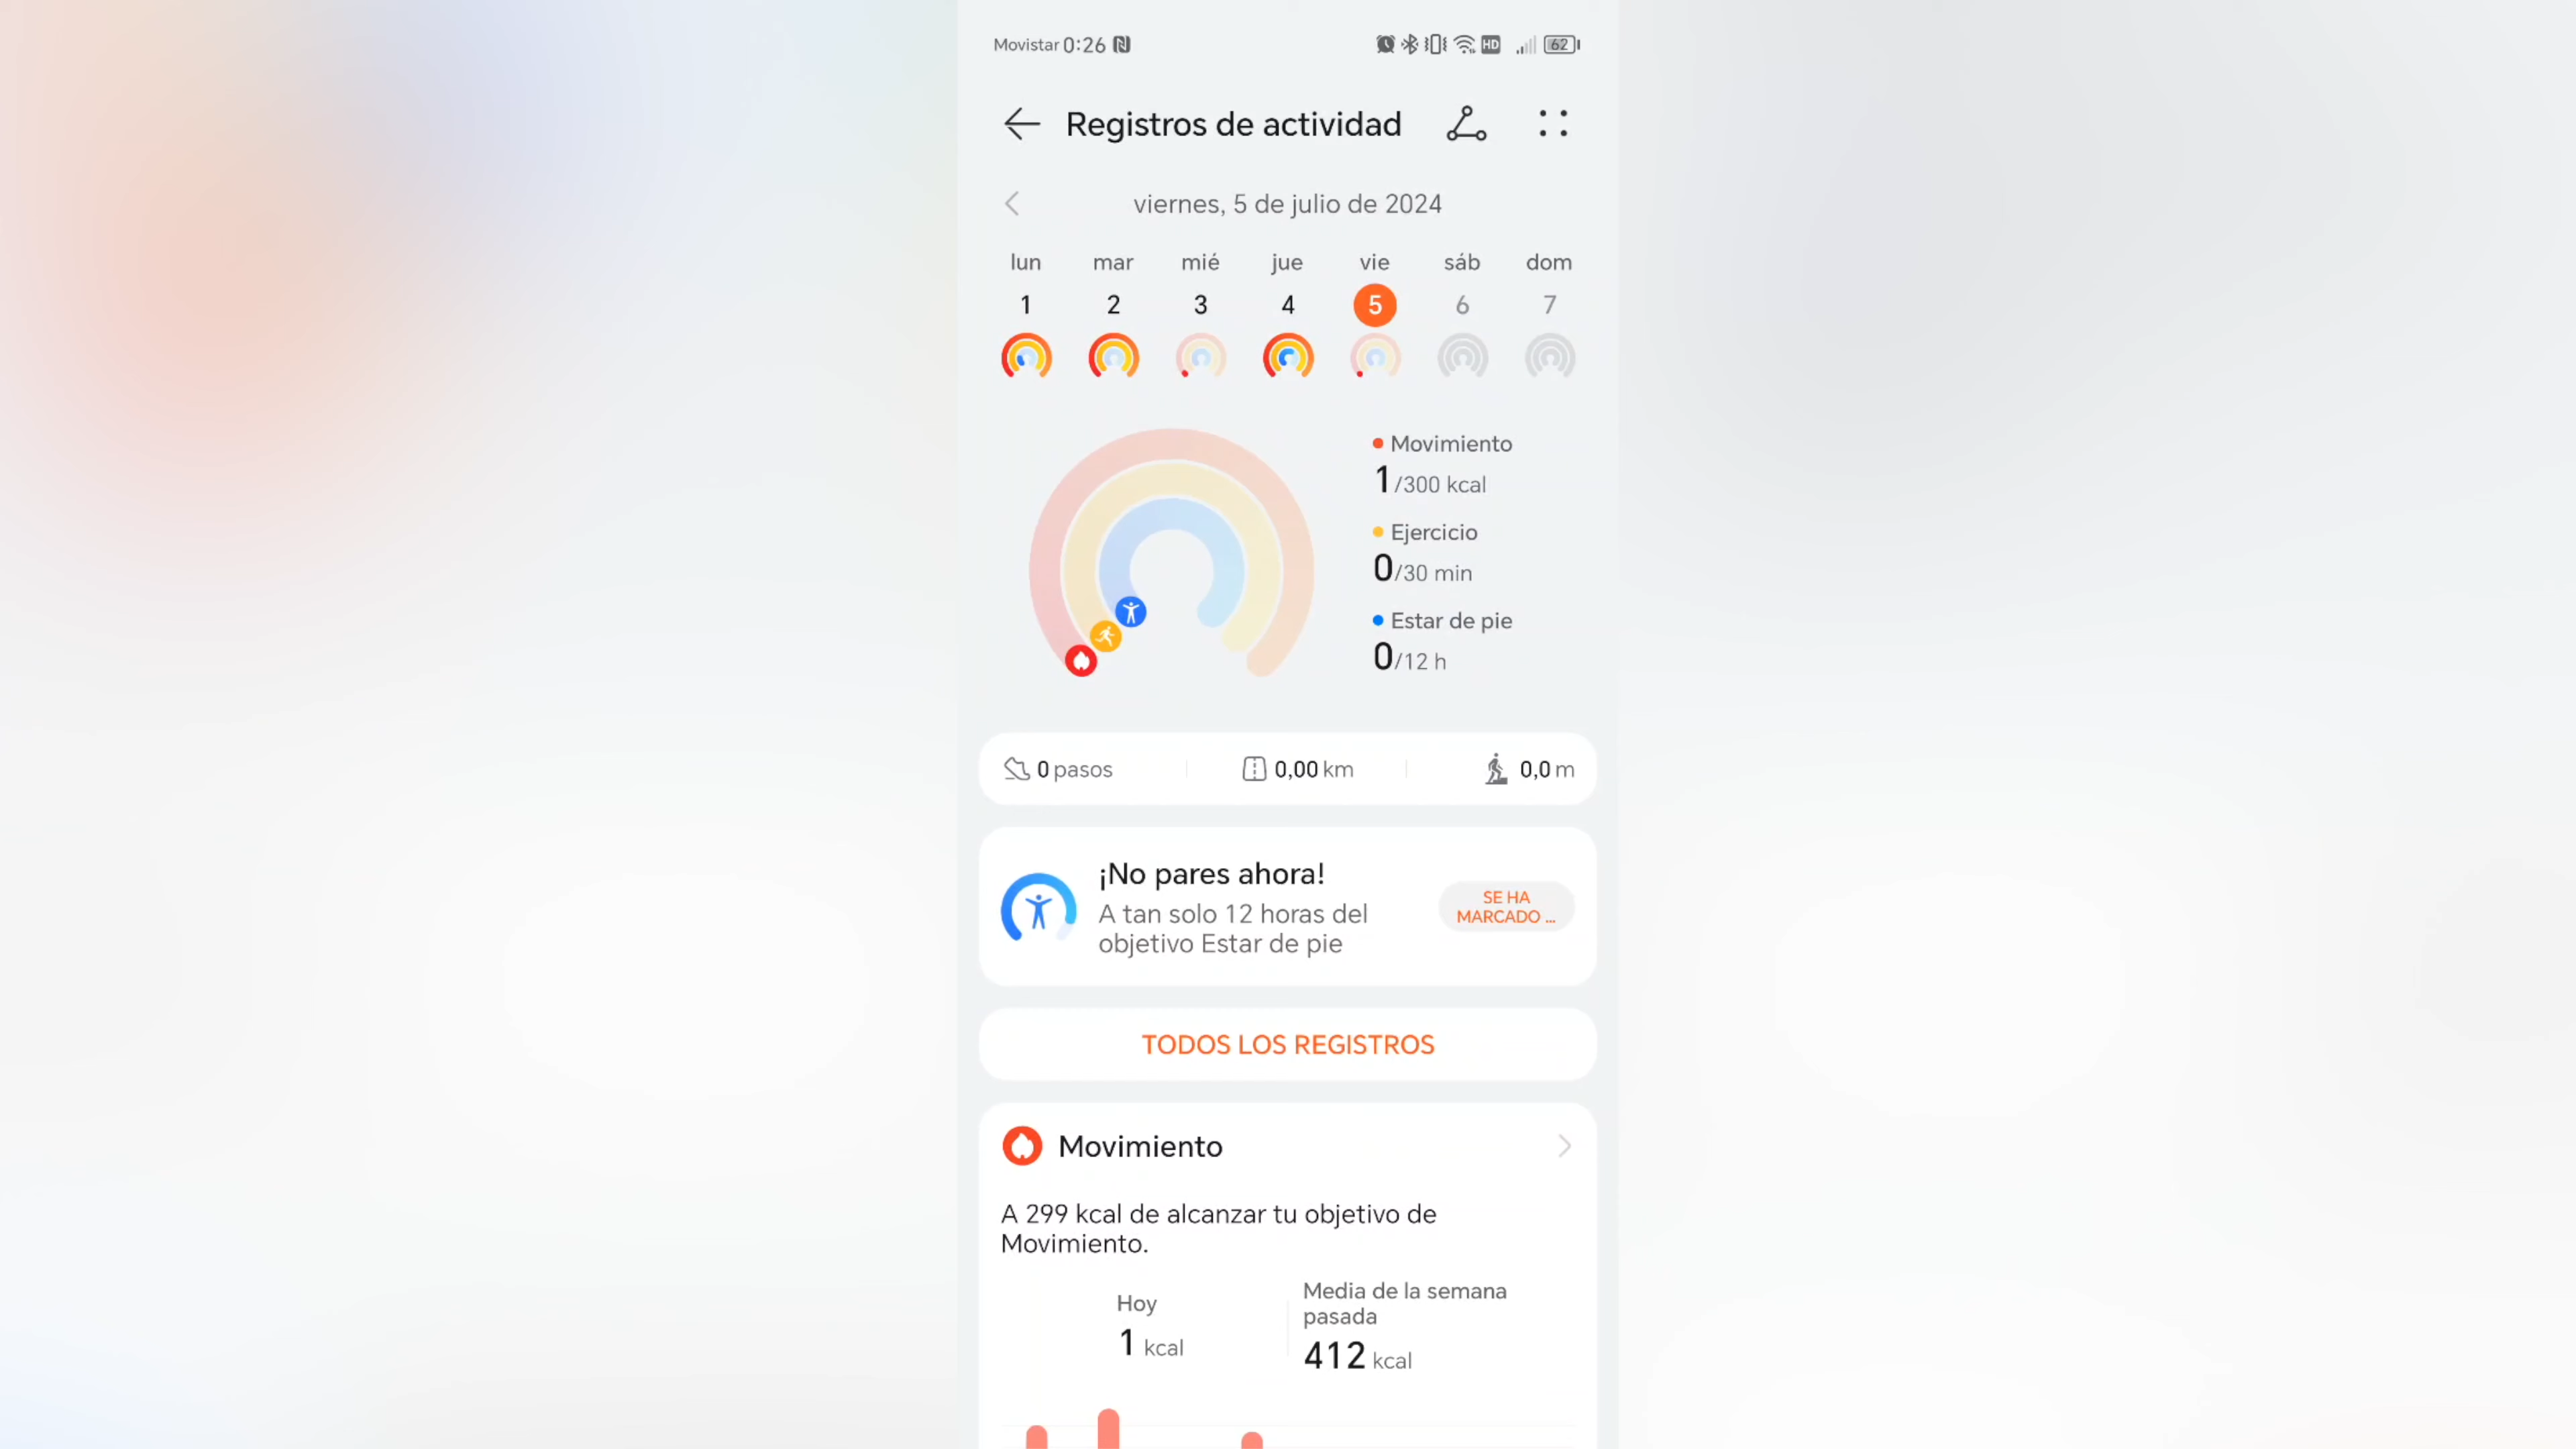 Movistar 0:26
HD 62
Registros de actividad
viernes, 5 de julio de 2024
lun mar mié jue vie sáb dom
1 2 3 4 5 6 7
Movimiento
1/300 kcal
Ejercicio
0/30 min
Estar de pie
0/12 h
0 pasos 0,00 km 0,0 m
¡No pares ahora!
A tan solo 12 horas del
objetivo Estar de pie
SE HA
MARCADO ...
TODOS LOS REGISTROS
Movimiento
A 299 kcal de alcanzar tu objetivo de
Movimiento.
Hoy
1 kcal
Media de la semana
pasada
412 kcal